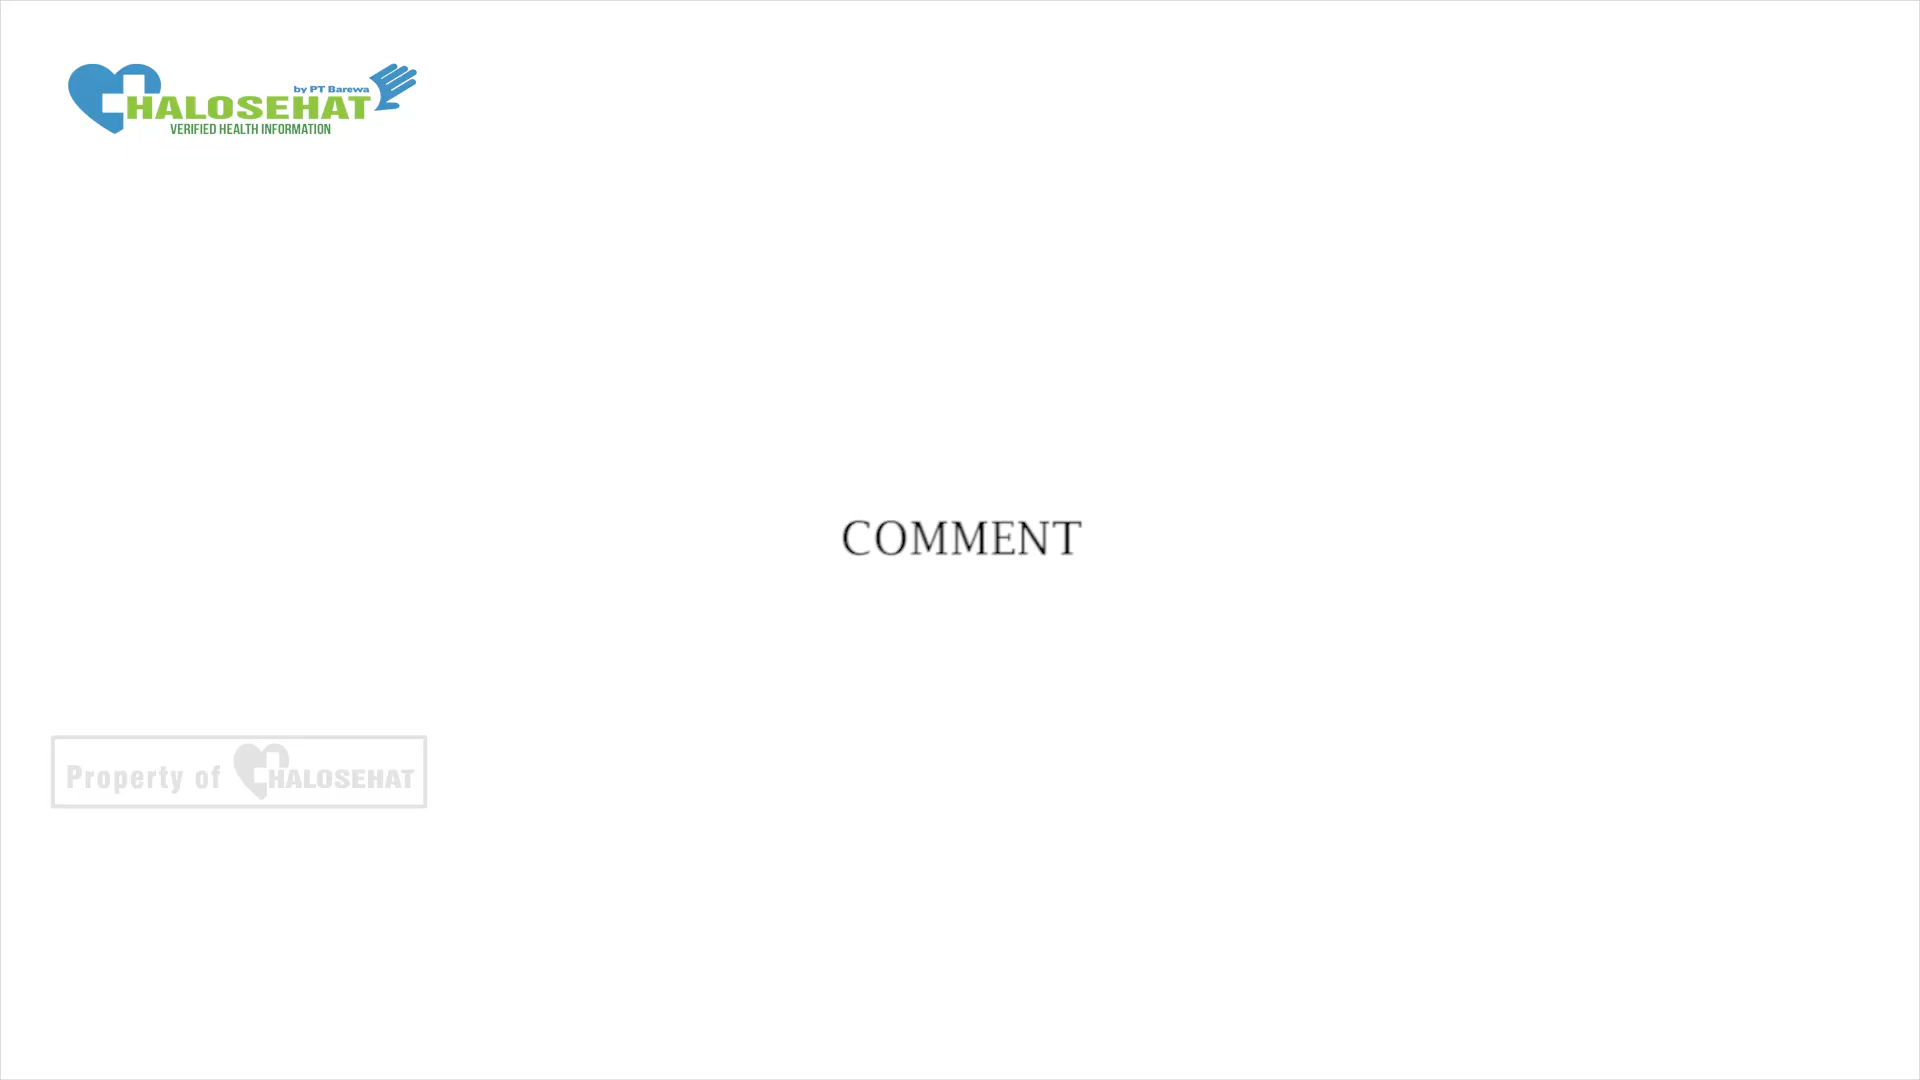 by PT Barewa
HALOSEHAT
VERIFIED HEALTH INFORMATION
COMMENT
Property of HALOSEHAT